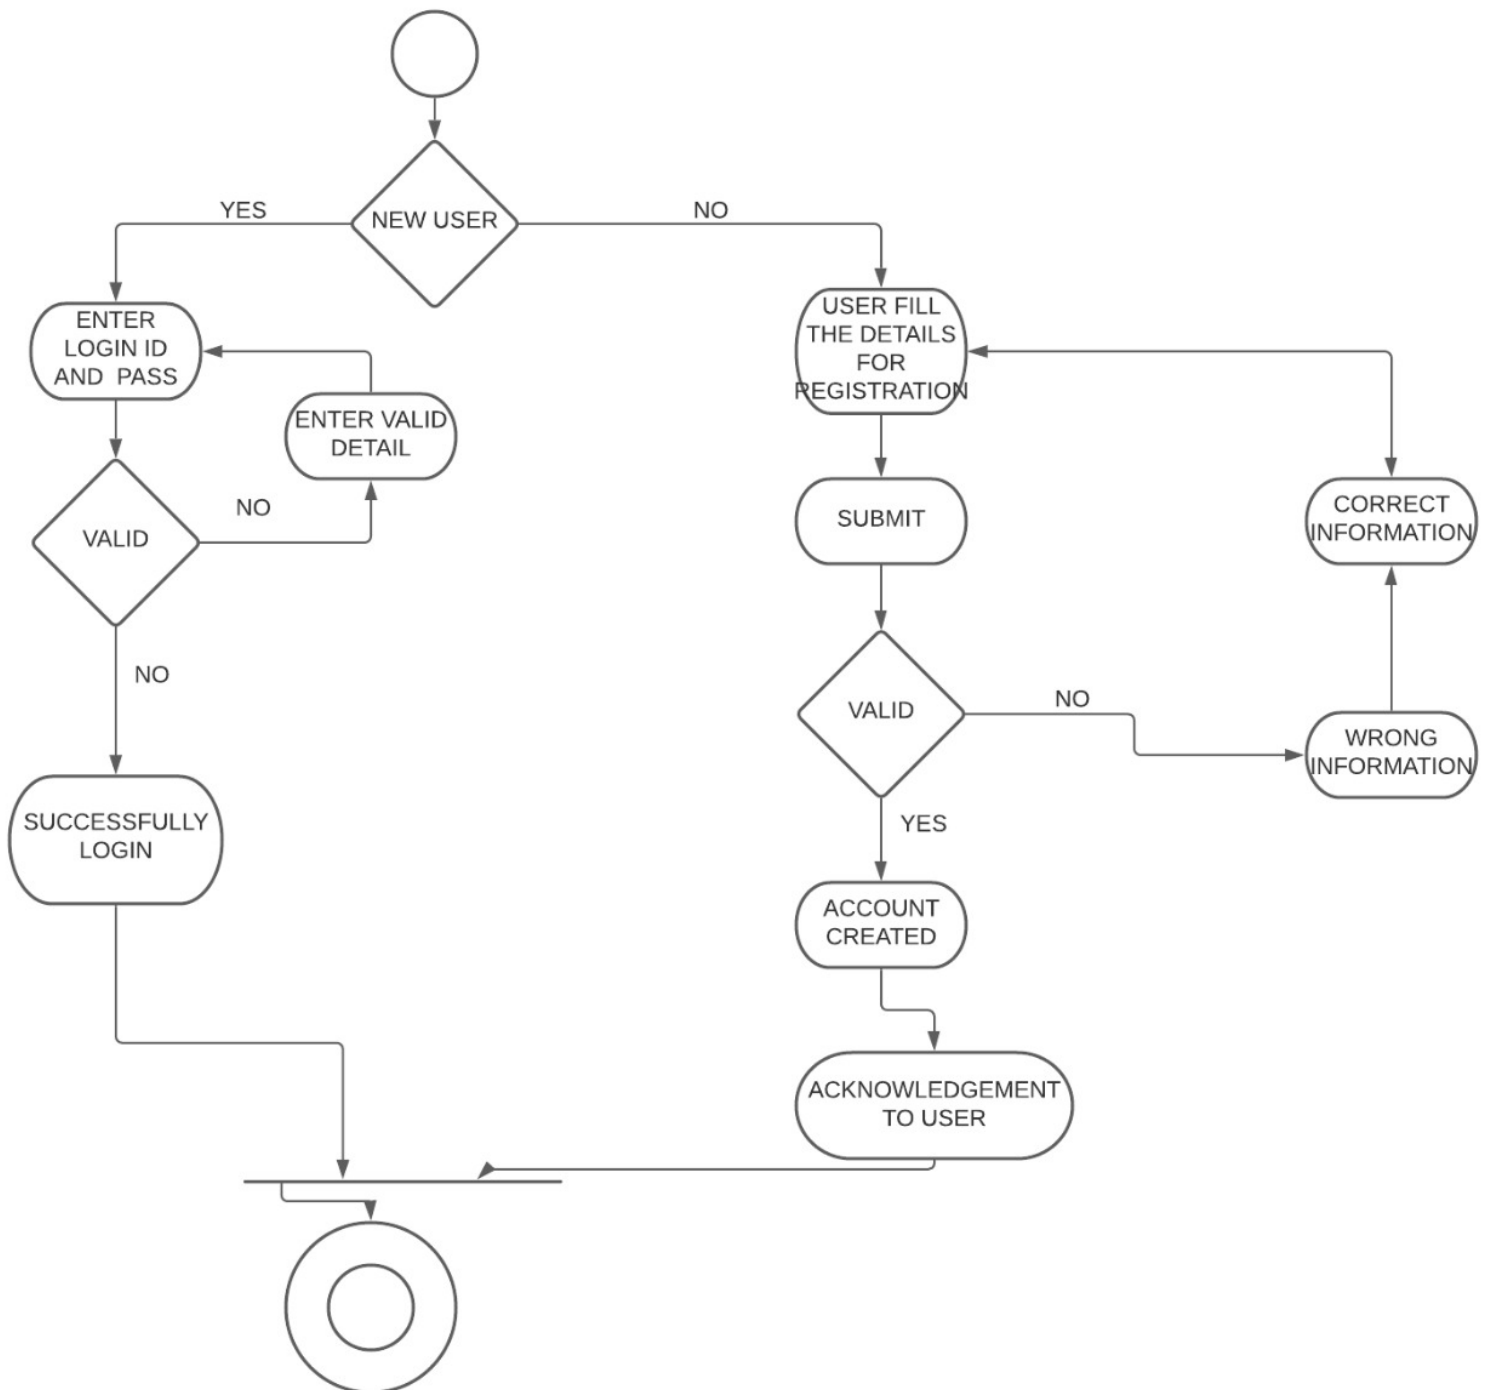 NEW USER
YES
NO
ENTER
LOGIN ID
AND  PASS
ENTER VALID
DETAIL
VALID
NO
NO
SUCCESSFULLY
LOGIN
USER FILL
THE DETAILS
FOR
REGISTRATION
SUBMIT
CORRECT
INFORMATION
VALID
NO
WRONG
INFORMATION
YES
ACCOUNT
CREATED
ACKNOWLEDGEMENT
TO USER